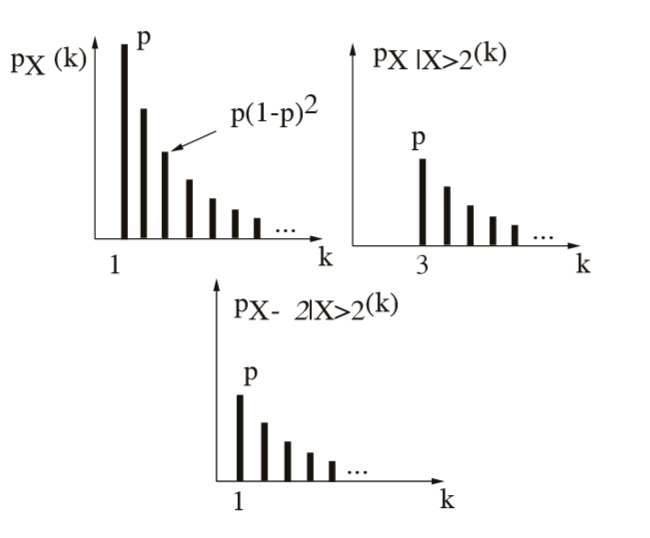 p
pX (k)
p(1-p)2
...
1
k
pX |X>2(k)
p
...
3
k
pX- 2|X>2(k)
p
...
1
k